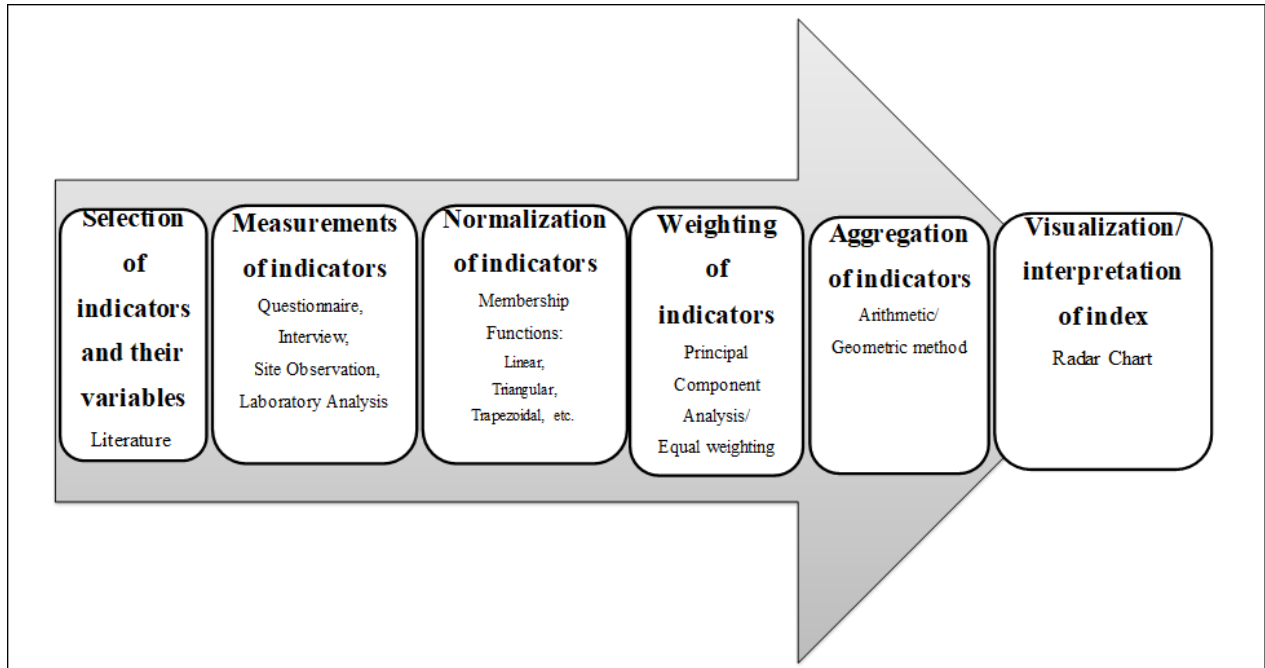 Selection
of
indicators
and their
variables
Literature
Measurements
of indicators
Questionnaire,
Interview,
Site Observation,
Laboratory Analysis
Normalization
of indicators
Membership
Functions:
Linear,
Triangular,
Trapezoidal, etc.
Weighting
of
indicators
Principal
Component
Analysis/
Equal weighting
Aggregation
of indicators
Arithmetic/
Geometric method
Visualization/
interpretation
of index
Radar Chart